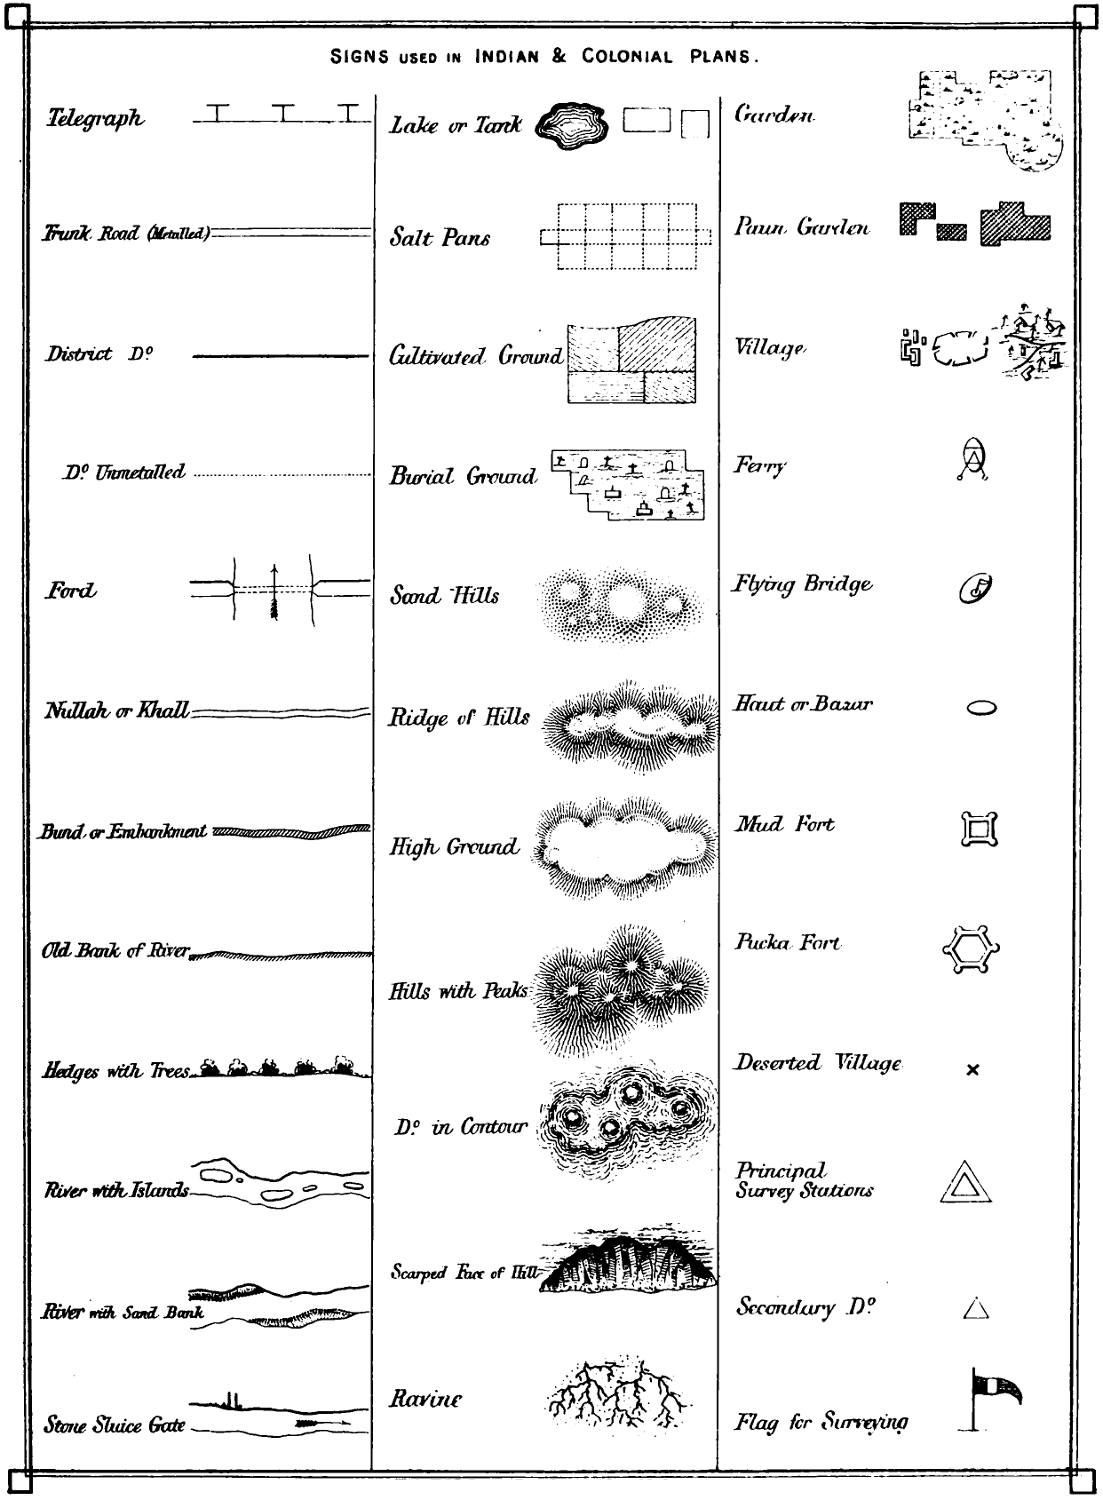 SIGNS USED IN INDIAN & COLONIAL PLANS.
Telegraph
Trunk Road (Metalled)
District Dº
Dº Unmetalled
Ford
Nullah or Khall
Bund or Embankment
Old Bank of River
Hedges with Trees
River with Islands
River with Sand Bank
Stone Sluice Gate
Lake or Tank
Salt Pans
Cultivated Ground
Burial Ground
Sand Hills
Ridge of Hills
High Ground
Hills with Peaks
Dº in Contour
Scarped Face of Hill
Ravine
Garden
Paun Garden
Village
Ferry
Flying Bridge
Haut or Bazar
Mud Fort
Pucka Fort
Deserted Village
Principal
Survey Stations
Secondary Dº
Flag for Surveying